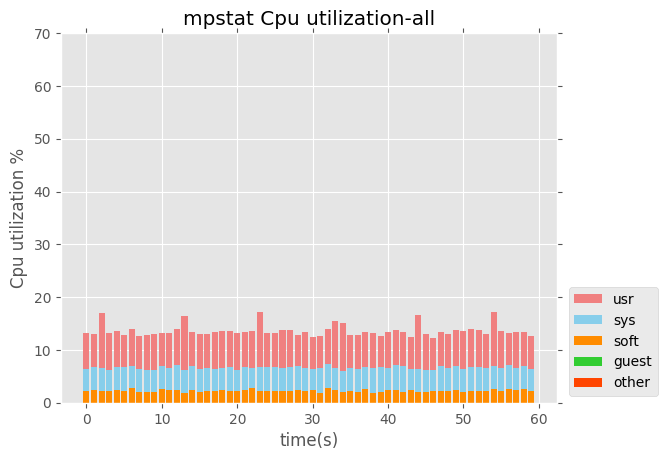 mpstat Cpu utilization-all
70
60
50
40
30
20
10
0
Cpu utilization %
0 10 20 30 40 50 60
time(s)
usr
sys
soft
guest
other